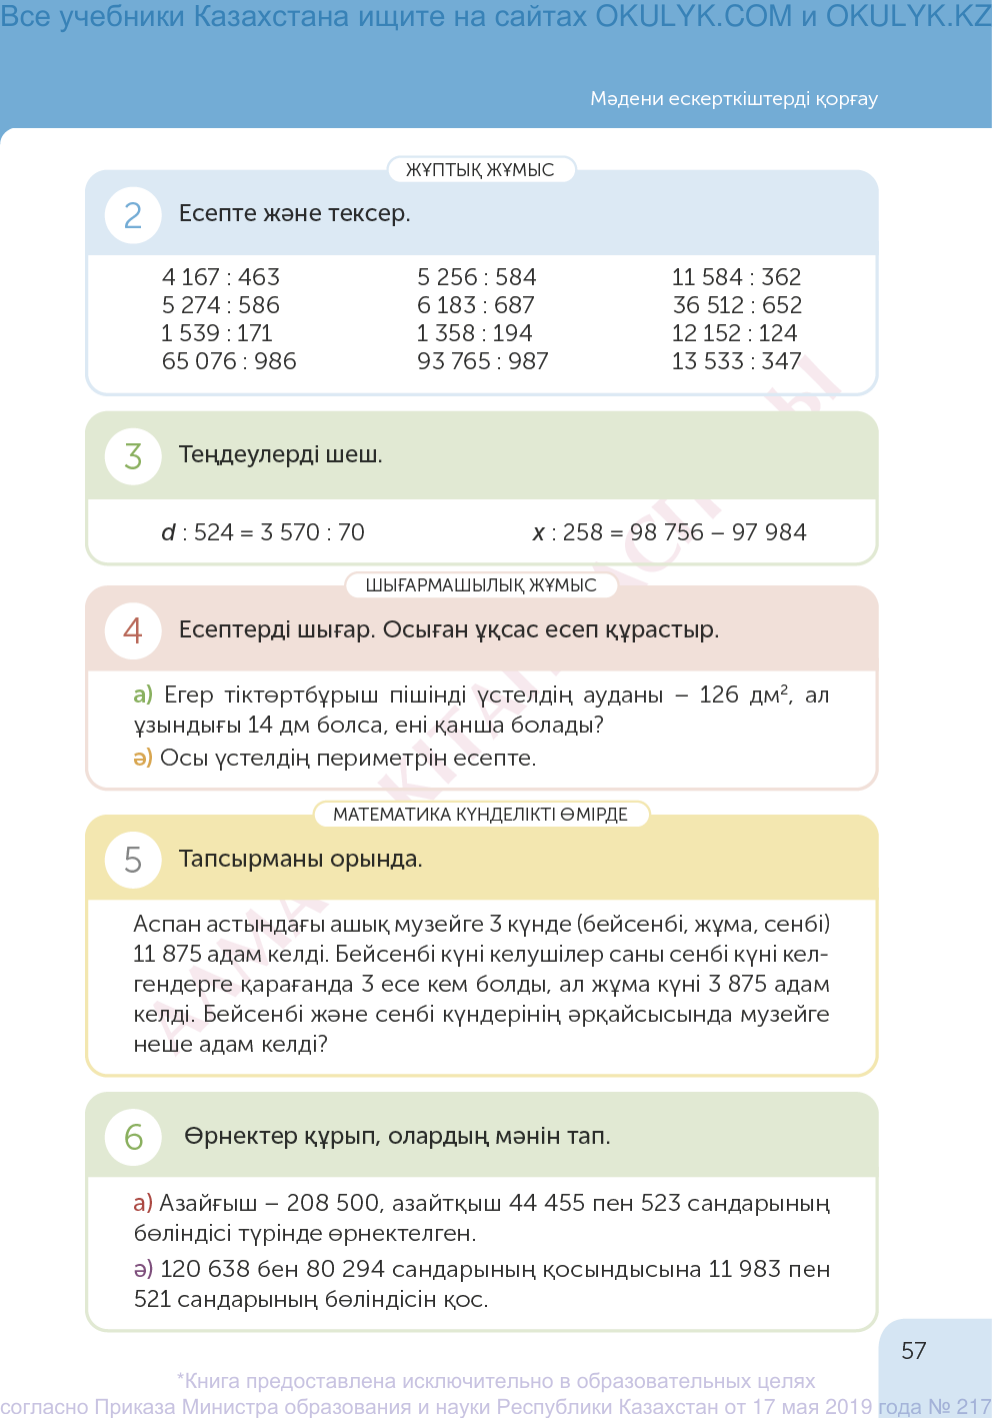 Все учебники Казахстана ищите на сайтах OKULYK.COM и OKULYK.KZ
Мәдени ескерткіштерді қорғау
ЖҰПТЫҚ ЖҰМЫС
2 Есепте және тексер.
4 167 : 463 5 256 : 584 11 584 : 362
5 274 : 586 6 183 : 687 36 512 : 652
1 539 : 171 1 358 : 194 12 152 : 124
65 076 : 986 93 765 : 987 13 533 : 347
3 Теңдеулерді шеш.
d : 524 = 3 570 : 70 x : 258 = 98 756 – 97 984
ШЫҒАРМАШЫЛЫҚ ЖҰМЫС
4 Есептерді шығар. Осыған ұқсас есеп құрастыр.
а) Егер тіктөртбұрыш пішінді үстелдің ауданы – 126 дм², ал
ұзындығы 14 дм болса, ені қанша болады?
ә) Осы үстелдің периметрін есепте.
МАТЕМАТИКА КҮНДЕЛІКТІ ӨМІРДЕ
5 Тапсырманы орында.
Аспан астындағы ашық музейге 3 күнде (бейсенбі, жұма, сенбі)
11 875 адам келді. Бейсенбі күні келушілер саны сенбі күні кел-
гендерге қарағанда 3 есе кем болды, ал жұма күні 3 875 адам
келді. Бейсенбі және сенбі күндерінің әрқайсысында музейге
неше адам келді?
6 Өрнектер құрып, олардың мәнін тап.
а) Азайғыш – 208 500, азайтқыш 44 455 пен 523 сандарының
бөліндісі түрінде өрнектелген.
ә) 120 638 бен 80 294 сандарының қосындысына 11 983 пен
521 сандарының бөліндісін қос.
57
*Книга предоставлена исключительно в образовательных целях
согласно Приказа Министра образования и науки Республики Казахстан от 17 мая 2019 года № 217